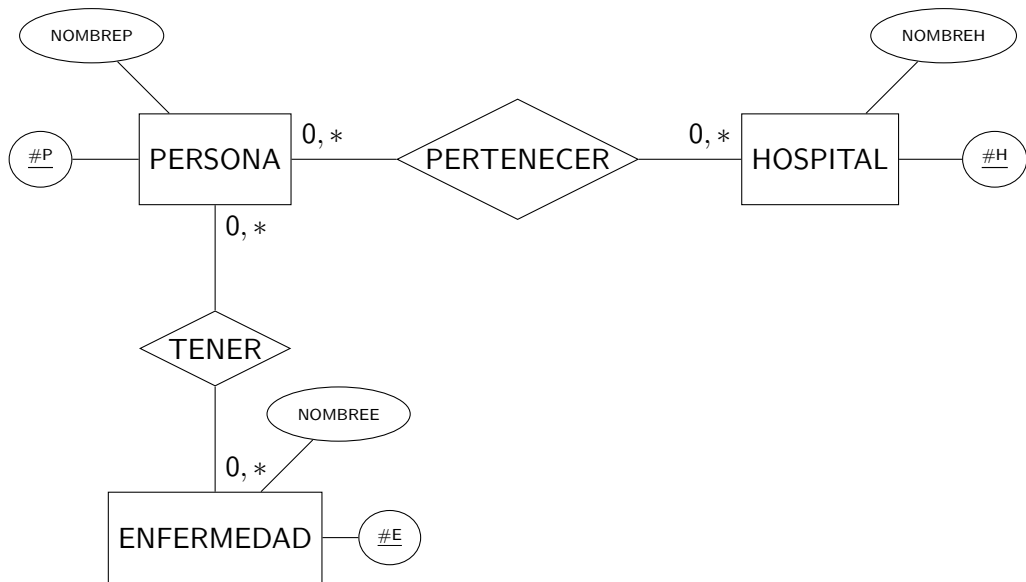 NOMBREP
NOMBREH
#P
PERSONA
0, ∗
PERTENECER
0, ∗
HOSPITAL
#H
0, ∗
TENER
NOMBREE
0, ∗
ENFERMEDAD
#E